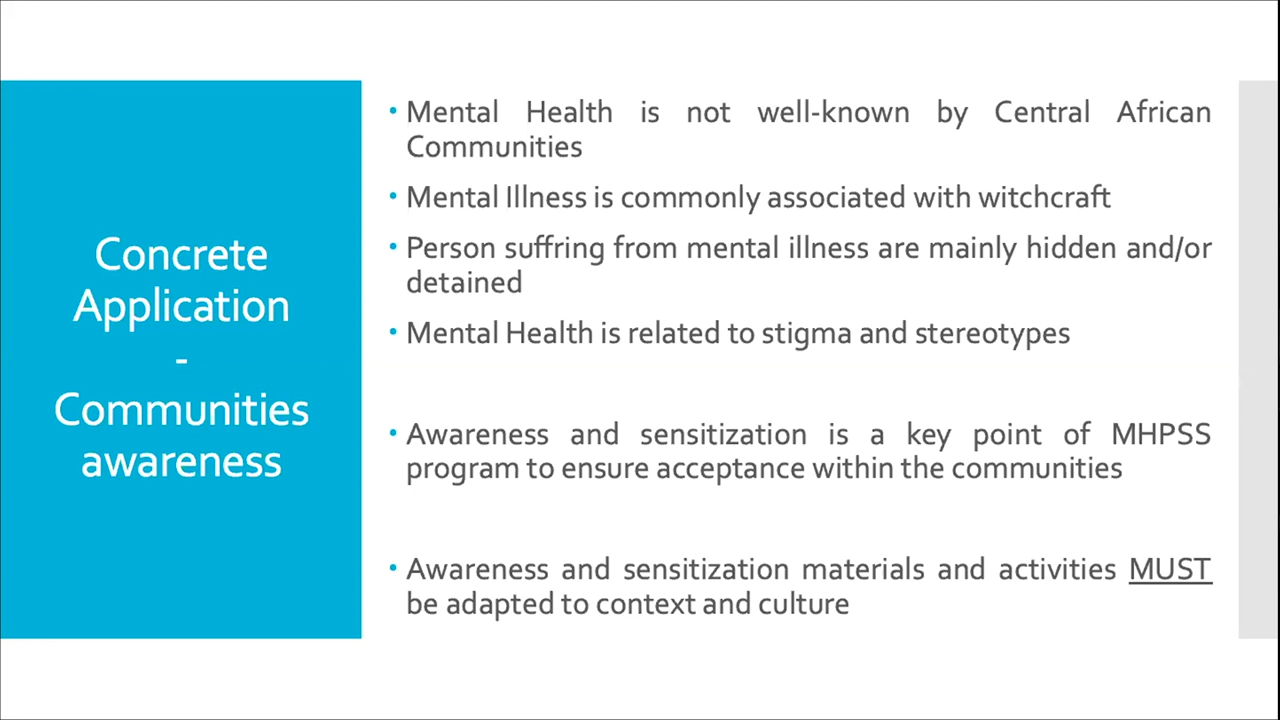 Concrete
Application
-
Communities
awareness
• Mental Health is not well-known by Central African
Communities
• Mental Illness is commonly associated with witchcraft
• Person suffring from mental illness are mainly hidden and/or
detained
• Mental Health is related to stigma and stereotypes
• Awareness and sensitization is a key point of MHPSS
program to ensure acceptance within the communities
• Awareness and sensitization materials and activities MUST
be adapted to context and culture